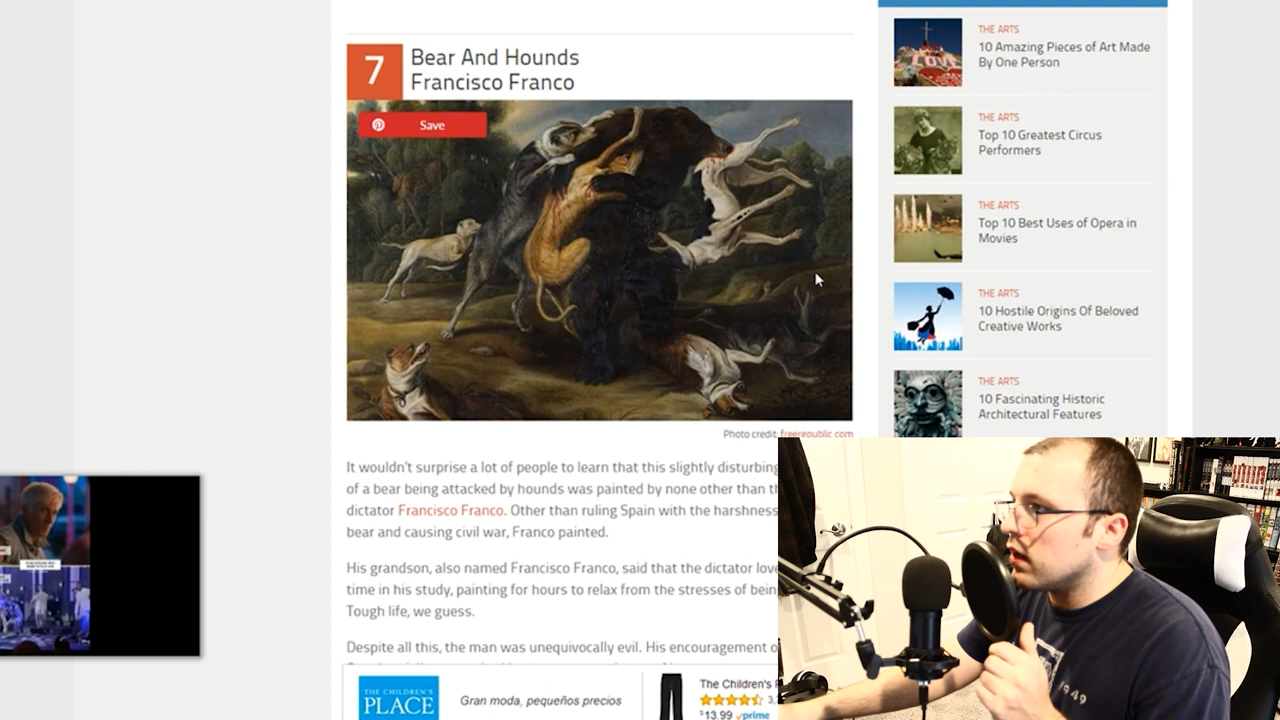 7
Bear And Hounds
Francisco Franco
Save
Photo credit: freerepublic.com
It wouldn't surprise a lot of people to learn that this slightly disturbing
of a bear being attacked by hounds was painted by none other than t
dictator Francisco Franco. Other than ruling Spain with the harshness
bear and causing civil war, Franco painted.
His grandson, also named Francisco Franco, said that the dictator love
time in his study, painting for hours to relax from the stresses of bein
Tough life, we guess.
Despite all this, the man was unequivocally evil. His encouragement o
THE CHILDREN'S
PLACE
Gran moda, pequeños precios
The Children's P
3,
$13.99 prime
THE ARTS
10 Amazing Pieces of Art Made
By One Person
THE ARTS
Top 10 Greatest Circus
Performers
THE ARTS
Top 10 Best Uses of Opera in
Movies
THE ARTS
10 Hostile Origins Of Beloved
Creative Works
THE ARTS
10 Fascinating Historic
Architectural Features
1949